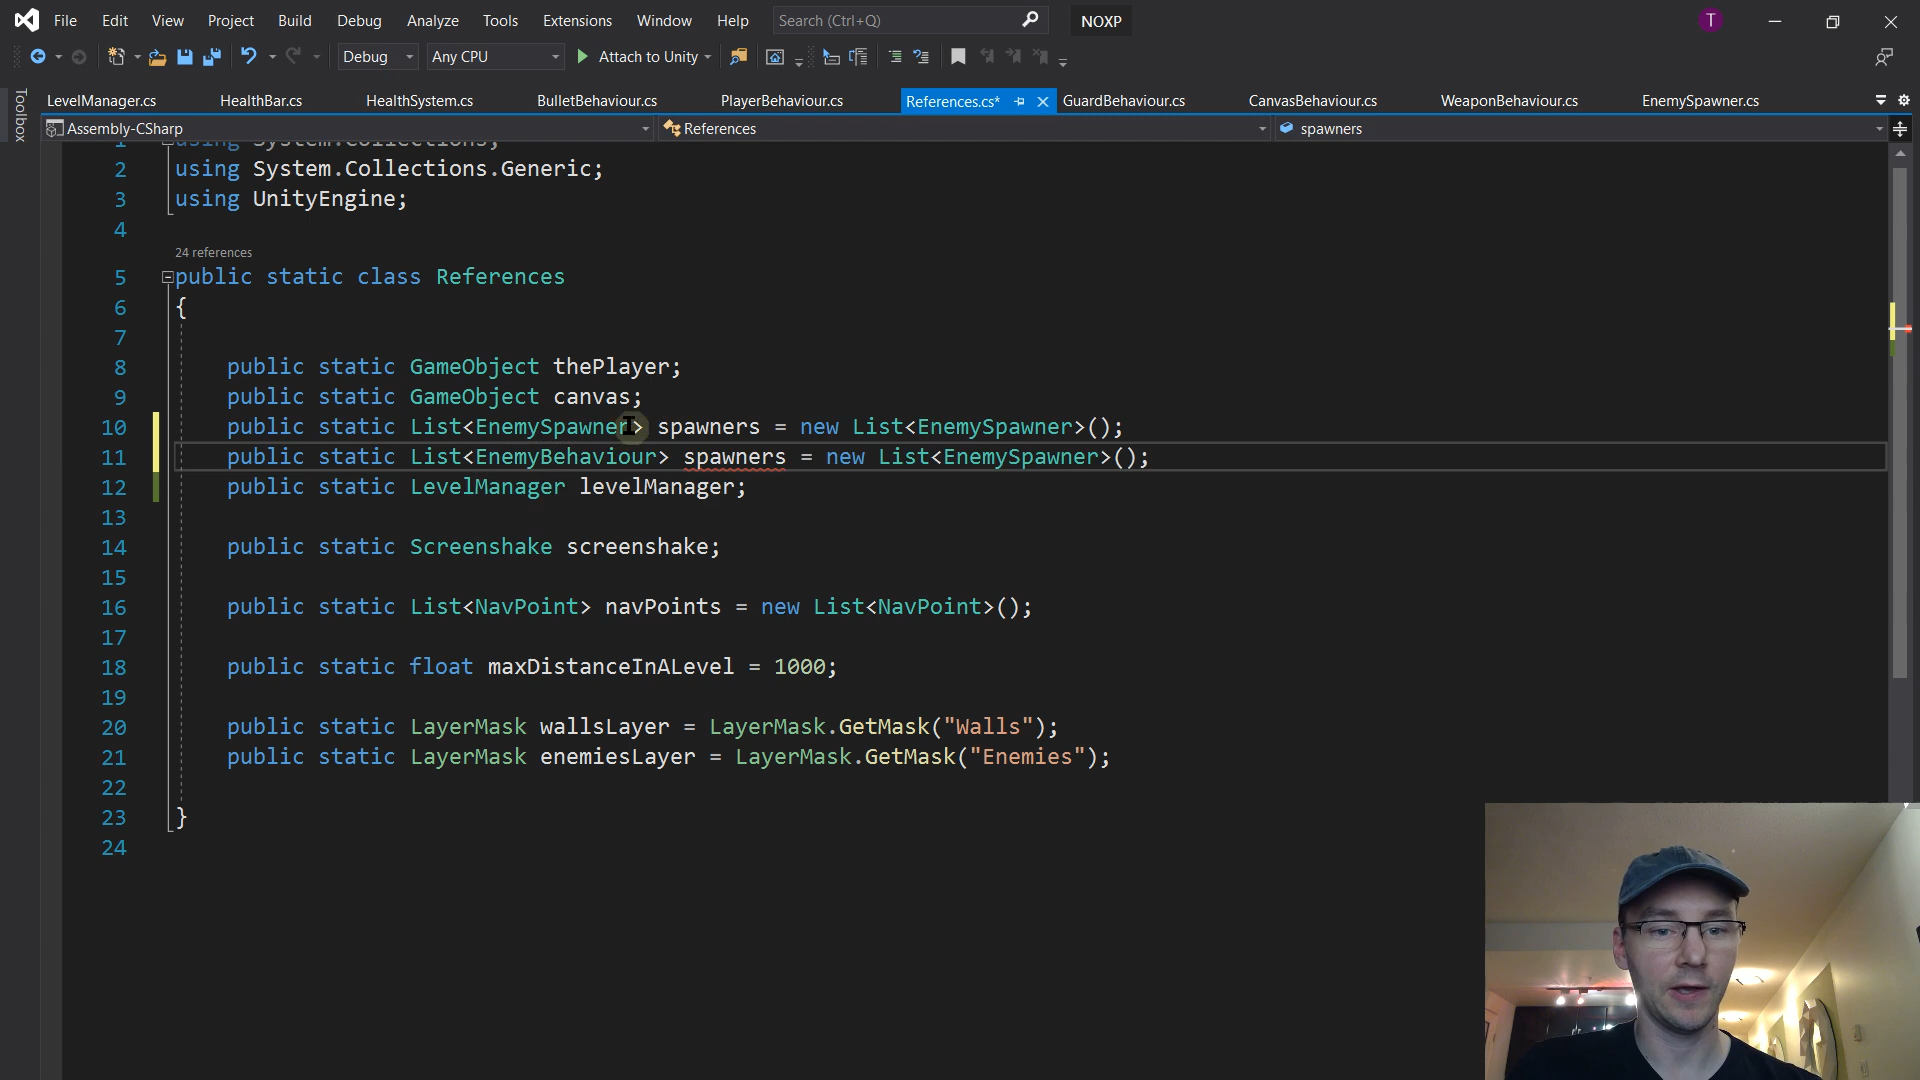 File Edit View Project Build Debug Analyze Tools Extensions Window Help Search (Ctrl+Q) NOXP T
Debug Any CPU Attach to Unity
Toolbox
LevelManager.cs HealthBar.cs HealthSystem.cs BulletBehaviour.cs PlayerBehaviour.cs References.cs* GuardBehaviour.cs CanvasBehaviour.cs WeaponBehaviour.cs EnemySpawner.cs
Assembly-CSharp References spawners
1 using System.Collections;
2 using System.Collections.Generic;
3 using UnityEngine;
4
24 references
5 public static class References
6 {
7
8 public static GameObject thePlayer;
9 public static GameObject canvas;
10 public static List<EnemySpawner> spawners = new List<EnemySpawner>();
11 public static List<EnemyBehaviour> spawners = new List<EnemySpawner>();
12 public static LevelManager levelManager;
13
14 public static Screenshake screenshake;
15
16 public static List<NavPoint> navPoints = new List<NavPoint>();
17
18 public static float maxDistanceInALevel = 1000;
19
20 public static LayerMask wallsLayer = LayerMask.GetMask("Walls");
21 public static LayerMask enemiesLayer = LayerMask.GetMask("Enemies");
22
23 }
24